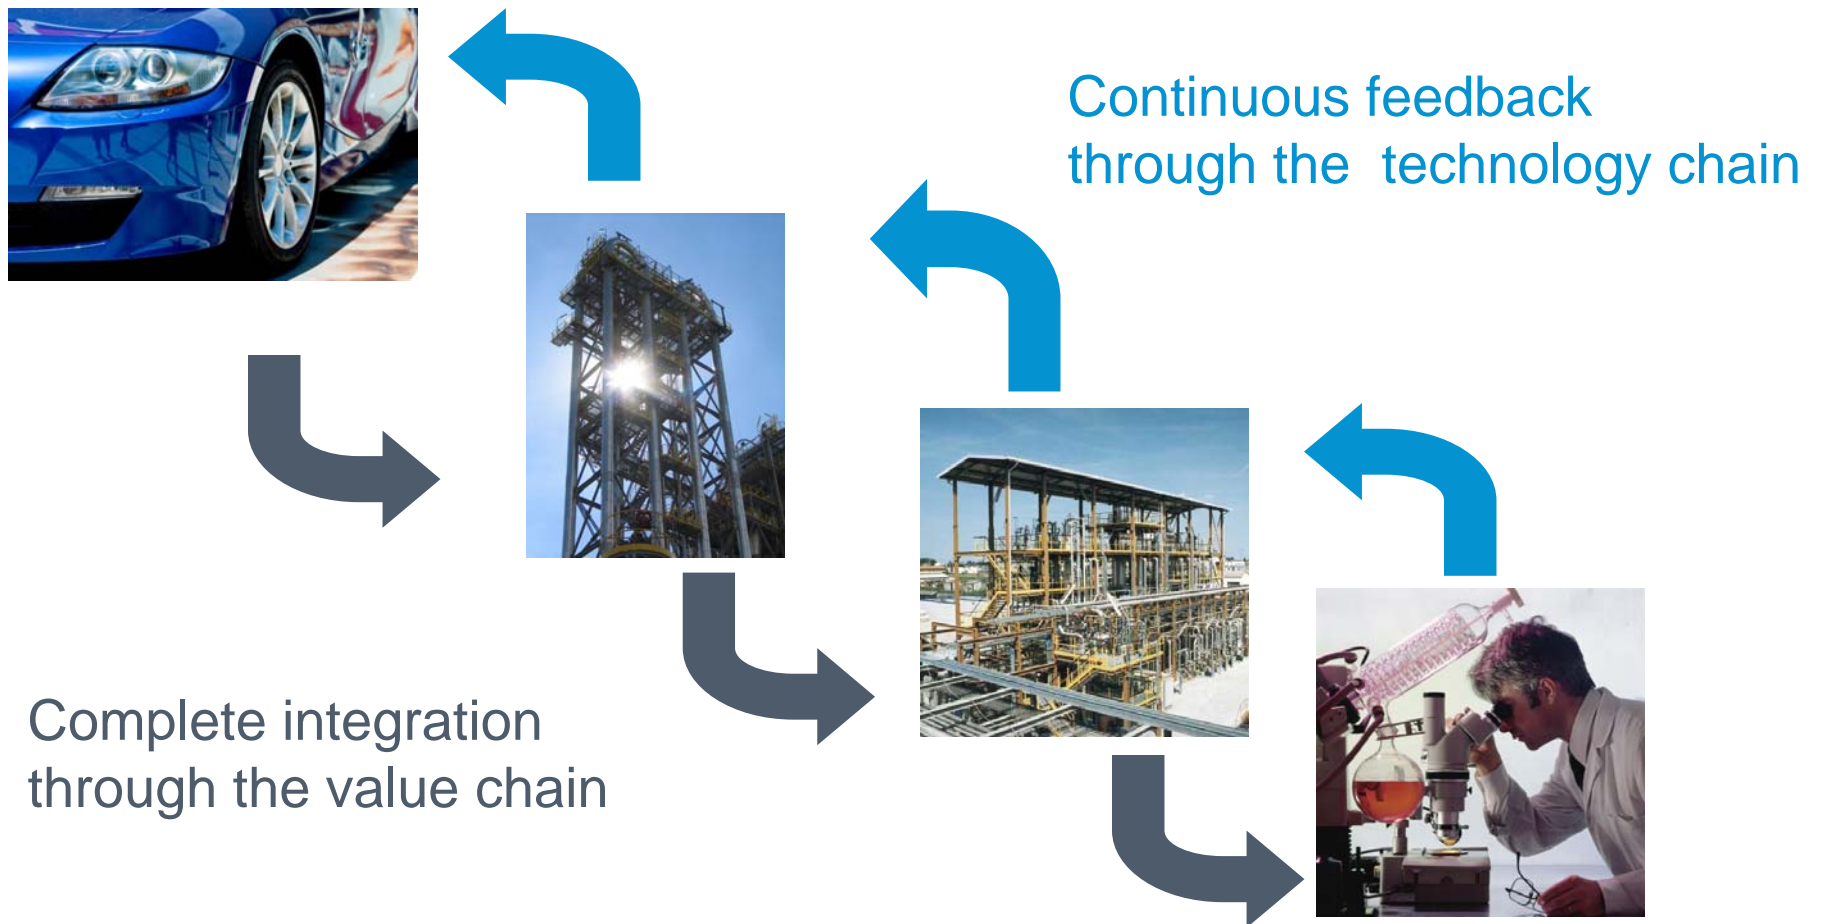 Continuous feedback
through the  technology chain
Complete integration
through the value chain